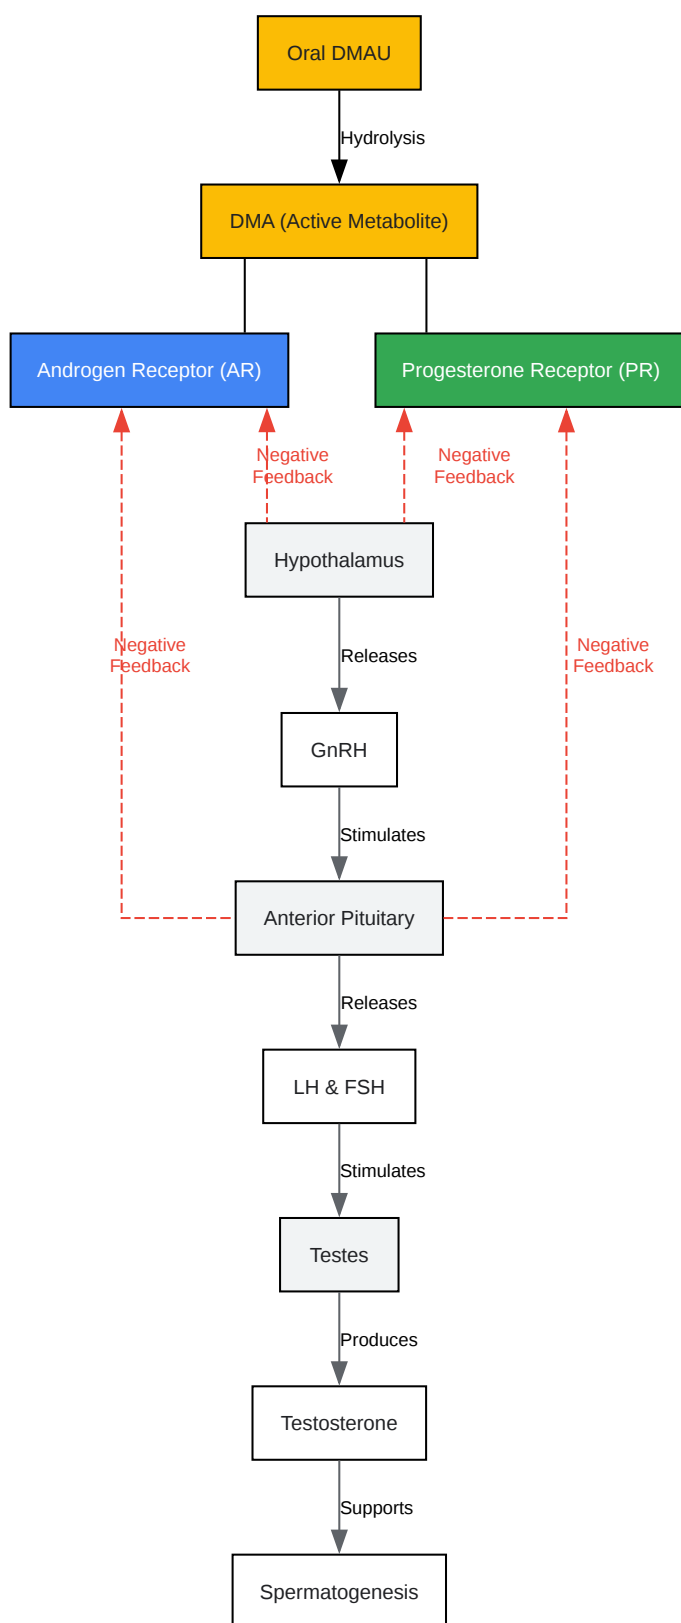 Oral DMAU
Hydrolysis
DMA (Active Metabolite)
Androgen Receptor (AR)
Progesterone Receptor (PR)
Negative
Feedback
Negative
Feedback
Hypothalamus
Negative
Feedback
Releases
Negative
Feedback
GnRH
Stimulates
Anterior Pituitary
Releases
LH & FSH
Stimulates
Testes
Produces
Testosterone
Supports
Spermatogenesis